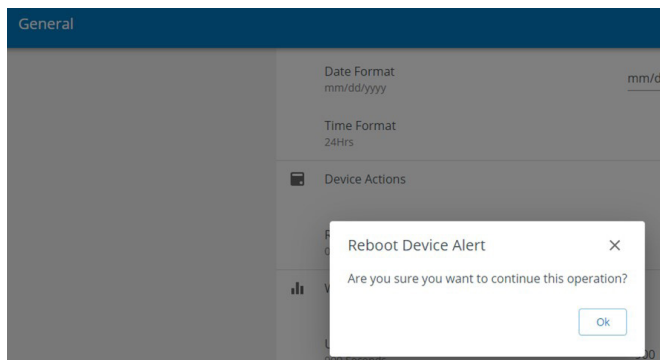 General
Date Format
mm/dd/yyyy
mm/d
Time Format
24Hrs
Device Actions
Reboot Device Alert
Are you sure you want to continue this operation?
Ok